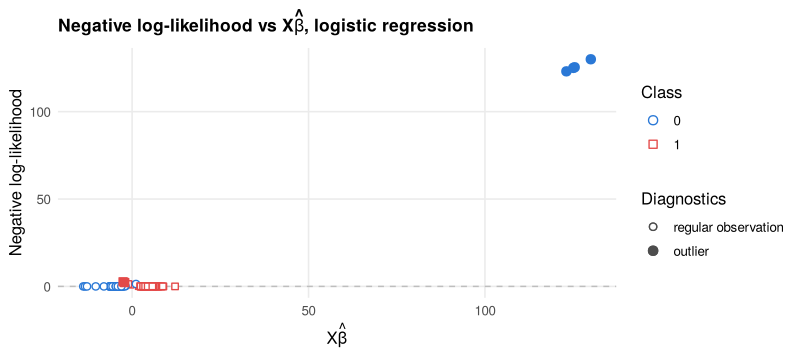 Negative log-likelihood vs Xβ̂, logistic regression
Negative log-likelihood
100
50
0
0
50
100
Xβ̂
Class
0
1
Diagnostics
regular observation
outlier